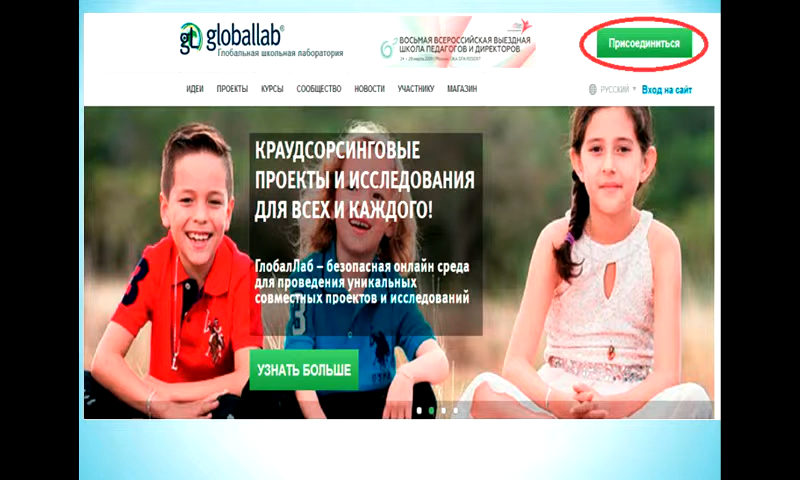 globallab®
Глобальная школьная лаборатория
ВОСЬМАЯ ВСЕРОССИЙСКАЯ ВЫЕЗДНАЯ
ШКОЛА ПЕДАГОГОВ И ДИРЕКТОРОВ
Присоединиться
ИДЕИ ПРОЕКТЫ КУРСЫ СООБЩЕСТВО НОВОСТИ УЧАСТНИКУ МАГАЗИН
РУССКИЙ Вход на сайт
КРАУДСОРСИНГОВЫЕ
ПРОЕКТЫ И ИССЛЕДОВАНИЯ
ДЛЯ ВСЕХ И КАЖДОГО!
ГлобалЛаб – безопасная онлайн среда
для проведения уникальных
совместных проектов и исследований
УЗНАТЬ БОЛЬШЕ
3
3